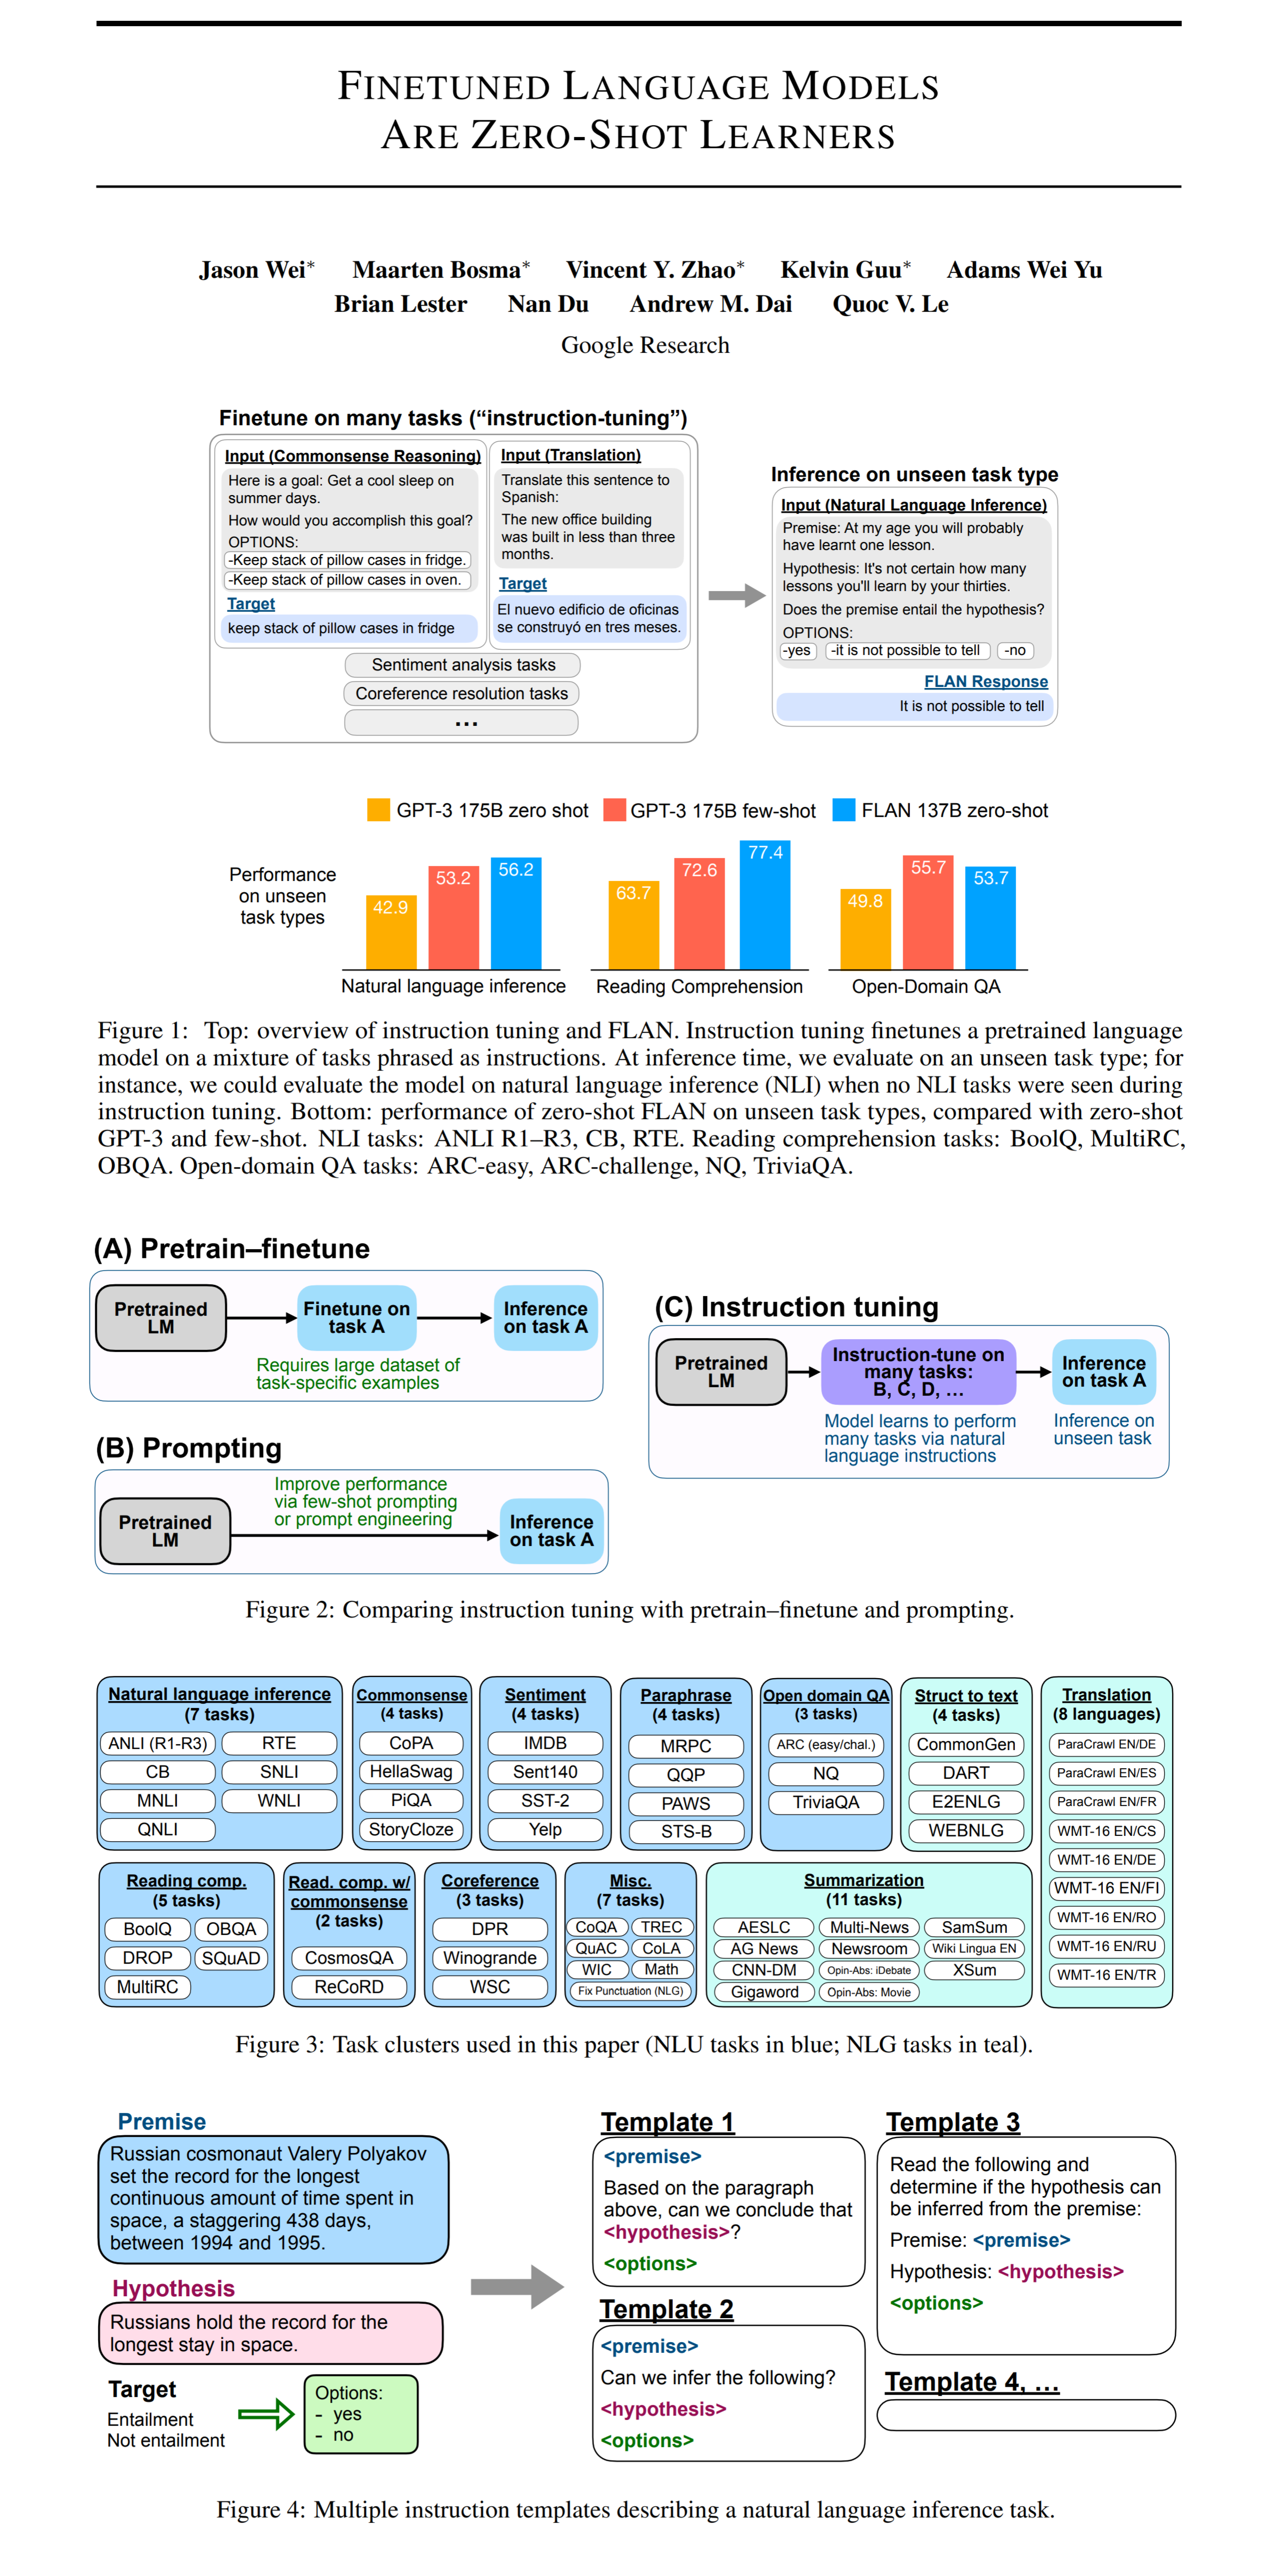 FINETUNED LANGUAGE MODELS
ARE ZERO-SHOT LEARNERS
Jason Wei* Maarten Bosma* Vincent Y. Zhao* Kelvin Guu* Adams Wei Yu
Brian Lester Nan Du Andrew M. Dai Quoc V. Le
Google Research
Finetune on many tasks (“instruction-tuning”)
Input (Commonsense Reasoning)
Here is a goal: Get a cool sleep on
summer days.
How would you accomplish this goal?
OPTIONS:
-Keep stack of pillow cases in fridge.
-Keep stack of pillow cases in oven.
Target
keep stack of pillow cases in fridge
Input (Translation)
Translate this sentence to
Spanish:
The new office building
was built in less than three
months.
Target
El nuevo edificio de oficinas
se construyó en tres meses.
Sentiment analysis tasks
Coreference resolution tasks
...
Inference on unseen task type
Input (Natural Language Inference)
Premise: At my age you will probably
have learnt one lesson.
Hypothesis: It's not certain how many
lessons you'll learn by your thirties.
Does the premise entail the hypothesis?
OPTIONS:
-yes -it is not possible to tell -no
FLAN Response
It is not possible to tell
GPT-3 175B zero shot GPT-3 175B few-shot FLAN 137B zero-shot
Performance
on unseen
task types
42.9 53.2 56.2
63.7 72.6 77.4
49.8 55.7 53.7
Natural language inference Reading Comprehension Open-Domain QA
Figure 1: Top: overview of instruction tuning and FLAN. Instruction tuning finetunes a pretrained language
model on a mixture of tasks phrased as instructions. At inference time, we evaluate on an unseen task type; for
instance, we could evaluate the model on natural language inference (NLI) when no NLI tasks were seen during
instruction tuning. Bottom: performance of zero-shot FLAN on unseen task types, compared with zero-shot
GPT-3 and few-shot. NLI tasks: ANLI R1–R3, CB, RTE. Reading comprehension tasks: BoolQ, MultiRC,
OBQA. Open-domain QA tasks: ARC-easy, ARC-challenge, NQ, TriviaQA.
(A) Pretrain–finetune
Pretrained
LM
Finetune on
task A
Inference
on task A
Requires large dataset of
task-specific examples
(B) Prompting
Improve performance
via few-shot prompting
or prompt engineering
Pretrained
LM
Inference
on task A
(C) Instruction tuning
Pretrained
LM
Instruction-tune on
many tasks:
B, C, D, …
Inference
on task A
Model learns to perform
many tasks via natural
language instructions
Inference on
unseen task
Figure 2: Comparing instruction tuning with pretrain–finetune and prompting.
Natural language inference
(7 tasks)
ANLI (R1-R3) RTE
CB SNLI
MNLI WNLI
QNLI
Commonsense
(4 tasks)
CoPA
HellaSwag
PiQA
StoryCloze
Sentiment
(4 tasks)
IMDB
Sent140
SST-2
Yelp
Paraphrase
(4 tasks)
MRPC
QQP
PAWS
STS-B
Open domain QA
(3 tasks)
ARC (easy/chal.)
NQ
TriviaQA
Struct to text
(4 tasks)
CommonGen
DART
E2ENLG
WEBNLG
Translation
(8 languages)
ParaCrawl EN/DE
ParaCrawl EN/ES
ParaCrawl EN/FR
WMT-16 EN/CS
WMT-16 EN/DE
WMT-16 EN/FI
WMT-16 EN/RO
WMT-16 EN/RU
WMT-16 EN/TR
Reading comp.
(5 tasks)
BoolQ OBQA
DROP SQuAD
MultiRC
Read. comp. w/
commonsense
(2 tasks)
CosmosQA
ReCoRD
Coreference
(3 tasks)
DPR
Winogrande
WSC
Misc.
(7 tasks)
CoQA TREC
QuAC CoLA
WIC Math
Fix Punctuation (NLG)
Summarization
(11 tasks)
AESLC Multi-News SamSum
AG News Newsroom Wiki Lingua EN
CNN-DM Opin-Abs: iDebate XSum
Gigaword Opin-Abs: Movie
Figure 3: Task clusters used in this paper (NLU tasks in blue; NLG tasks in teal).
Premise
Russian cosmonaut Valery Polyakov
set the record for the longest
continuous amount of time spent in
space, a staggering 438 days,
between 1994 and 1995.
Hypothesis
Russians hold the record for the
longest stay in space.
Target
Entailment
Not entailment
Options:
- yes
- no
Template 1
<premise>
Based on the paragraph
above, can we conclude that
<hypothesis>?
<options>
Template 2
<premise>
Can we infer the following?
<hypothesis>
<options>
Template 3
Read the following and
determine if the hypothesis can
be inferred from the premise:
Premise: <premise>
Hypothesis: <hypothesis>
<options>
Template 4, …
Figure 4: Multiple instruction templates describing a natural language inference task.